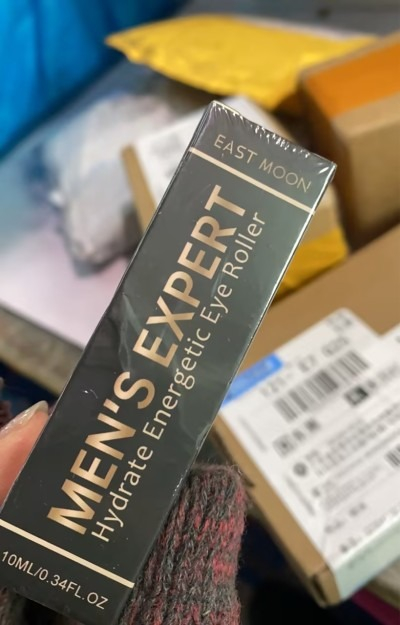 EAST MOON
MEN'S EXPERT
Hydrate Energetic Eye Roller
10ML/0.34FL.OZ